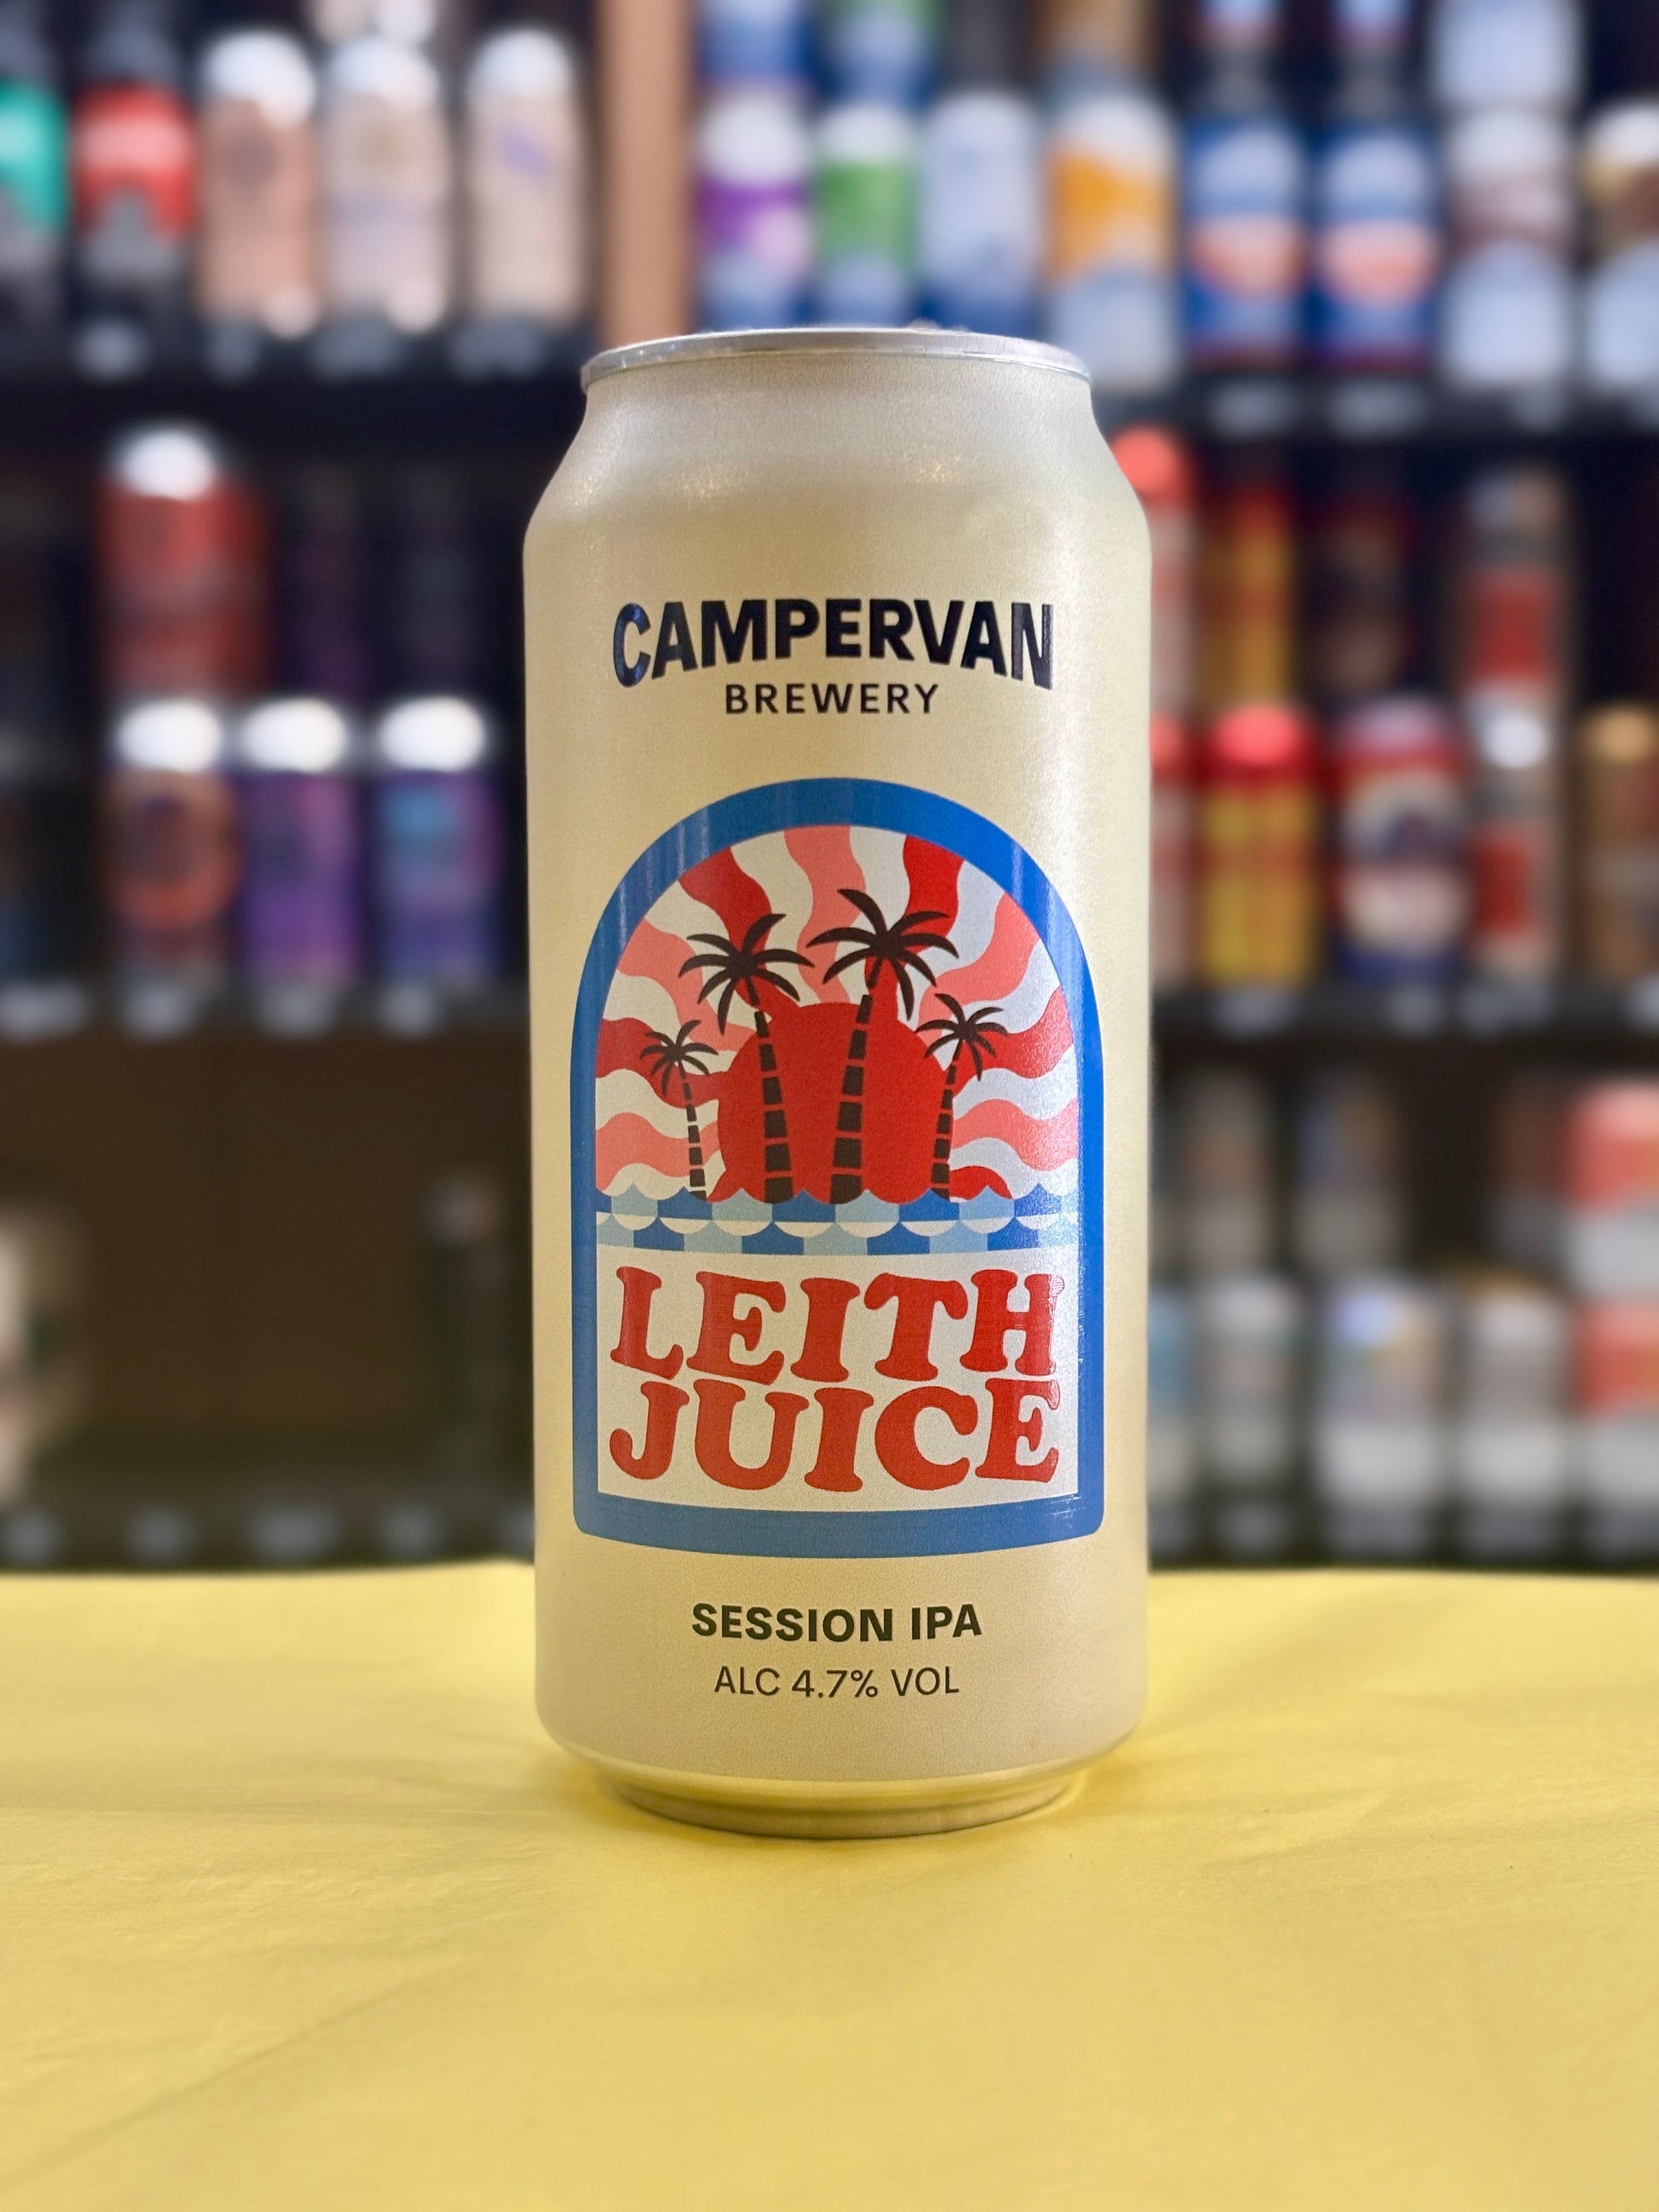 CAMPERVAN
BREWERY
LEITH
JUICE
SESSION IPA
ALC 4.7% VOL